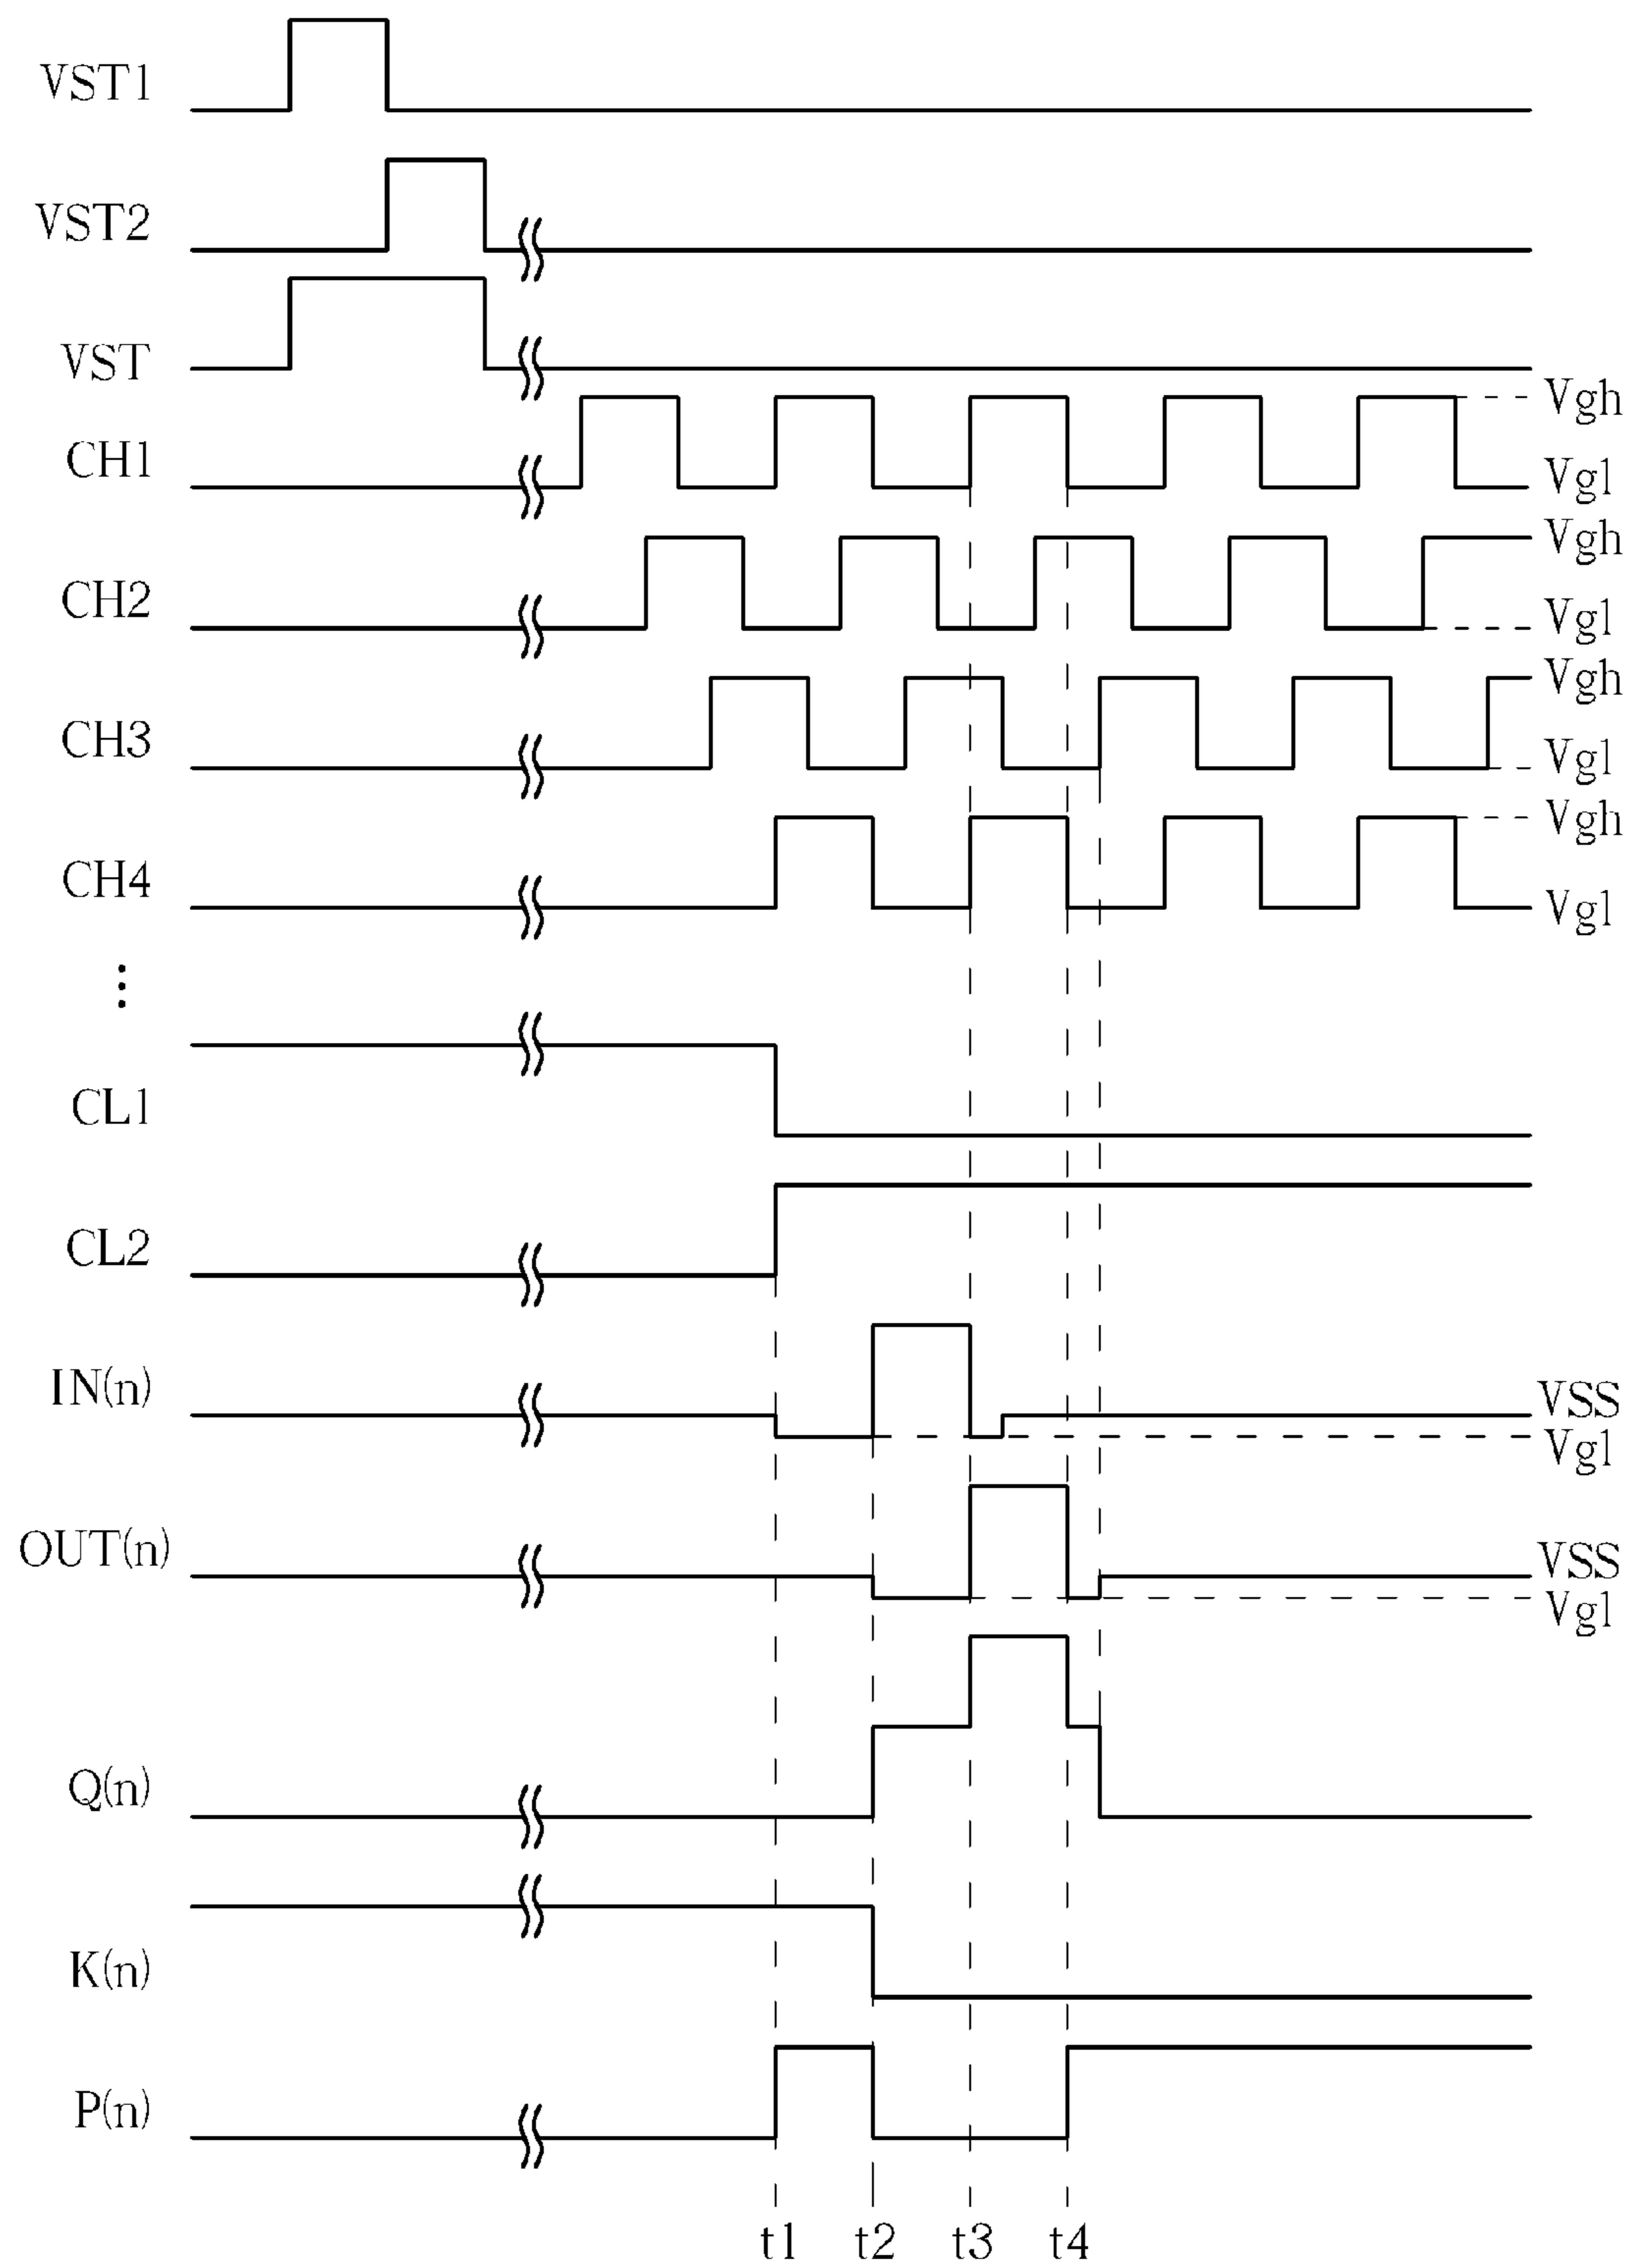 VST1
VST2
VST
Vgh
CH1
Vgl
Vgh
CH2
Vgl
Vgh
CH3
Vgl
Vgh
CH4
Vgl
CL1
CL2
IN(n)
VSS
Vgl
OUT(n)
VSS
Vgl
Q(n)
K(n)
P(n)
t1 t2 t3 t4